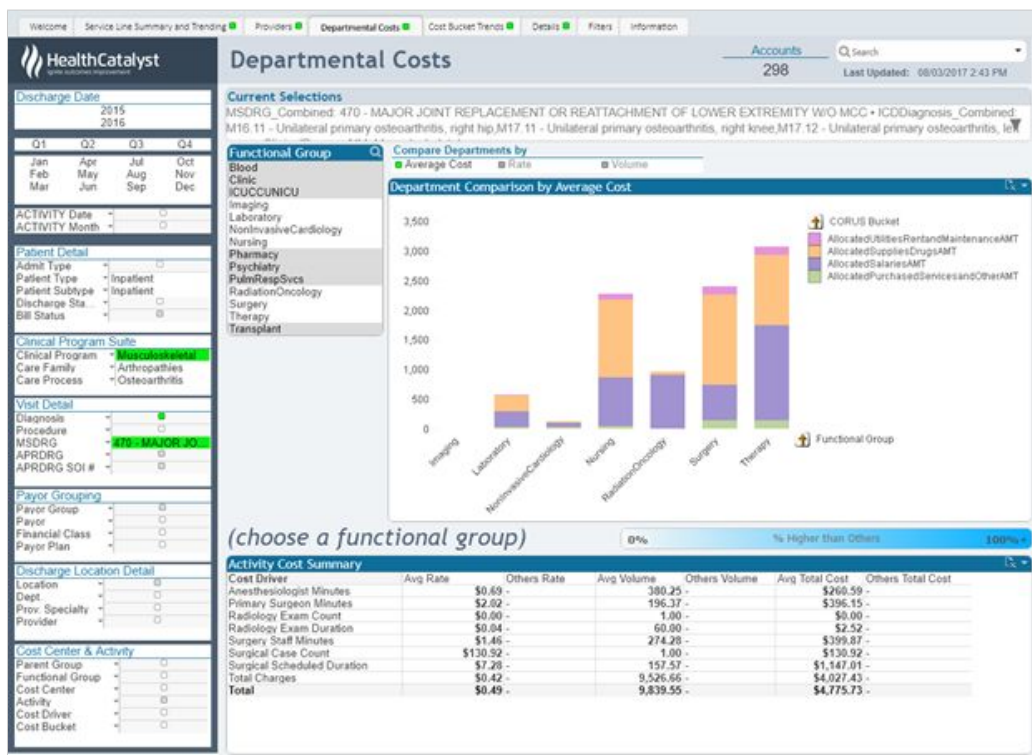 Welcome Service Line Summary and Trending Providers Departmental Costs Cost Bucket Trends Details Filters Information
HealthCatalyst
ignite outcomes improvement
Departmental Costs
Accounts
298
Search
Last Updated: 08/03/2017 2:43 PM
Discharge Date
2015
2016
Q1 Q2 Q3 Q4
Jan Apr Jul Oct
Feb May Aug Nov
Mar Jun Sep Dec
ACTIVITY Date
ACTIVITY Month
Patient Detail
Admit Type
Patient Type Inpatient
Patient Subtype Inpatient
Discharge Sta...
Bill Status
Clinical Program Suite
Clinical Program Musculoskeletal
Care Family Arthropathies
Care Process Osteoarthritis
Visit Detail
Diagnosis
Procedure
MSDRG 470 - MAJOR JO...
APRDRG
APRDRG SOI #
Payor Grouping
Payor Group
Payor
Financial Class
Payor Plan
Discharge Location Detail
Location
Dept.
Prov. Specialty
Provider
Cost Center & Activity
Parent Group
Functional Group
Cost Center
Activity
Cost Driver
Cost Bucket
Current Selections
MSDRG_Combined: 470 - MAJOR JOINT REPLACEMENT OR REATTACHMENT OF LOWER EXTREMITY W/O MCC • ICDDiagnosis_Combined:
M16.11 - Unilateral primary osteoarthritis, right hip,M17.11 - Unilateral primary osteoarthritis, right knee,M17.12 - Unilateral primary osteoarthritis, left
Functional Group
Blood
Clinic
ICUCCUNICU
Imaging
Laboratory
NonInvasiveCardiology
Nursing
Pharmacy
Psychiatry
PulmRespSvcs
RadiationOncology
Surgery
Therapy
Transplant
Compare Departments by
Average Cost Rate Volume
Department Comparison by Average Cost
3,500
3,000
2,500
2,000
1,500
1,000
500
0
Imaging
Laboratory
NonInvasiveCardiology
Nursing
RadiationOncology
Surgery
Therapy
CORUS Bucket
AllocatedUtilitiesRentandMaintenanceAMT
AllocatedSuppliesDrugsAMT
AllocatedSalariesAMT
AllocatedPurchasedServicesandOtherAMT
Functional Group
(choose a functional group)
0% % Higher than Others 100%+
Activity Cost Summary
Cost Driver Avg Rate Others Rate Avg Volume Others Volume Avg Total Cost Others Total Cost
Anesthesiologist Minutes $0.69 - 380.25 - $260.59 -
Primary Surgeon Minutes $2.02 - 196.37 - $396.15 -
Radiology Exam Count $0.00 - 1.00 - $0.00 -
Radiology Exam Duration $0.04 - 60.00 - $2.52 -
Surgery Staff Minutes $1.46 - 274.28 - $399.87 -
Surgical Case Count $130.92 - 1.00 - $130.92 -
Surgical Scheduled Duration $7.28 - 157.57 - $1,147.01 -
Total Charges $0.42 - 9,526.66 - $4,027.43 -
Total $0.49 - 9,839.55 - $4,775.73 -